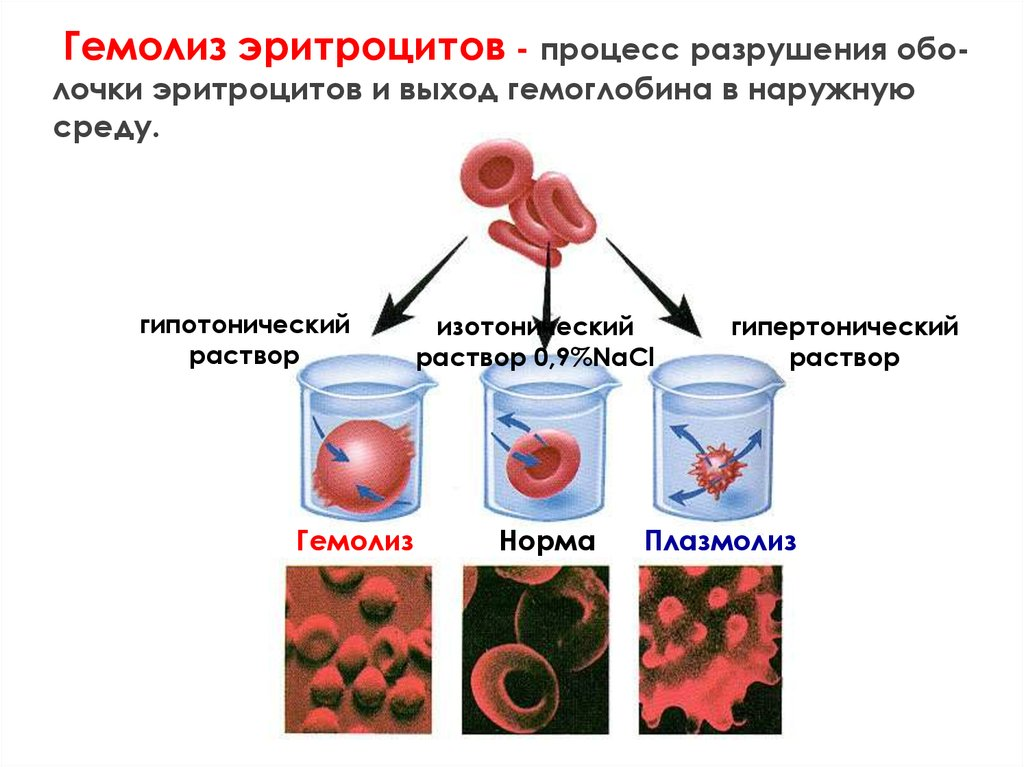 Гемолиз эритроцитов - процесс разрушения обо-
лочки эритроцитов и выход гемоглобина в наружную
среду.
гипотонический
раствор
изотонический
раствор 0,9%NaCl
гипертонический
раствор
Гемолиз
Норма
Плазмолиз